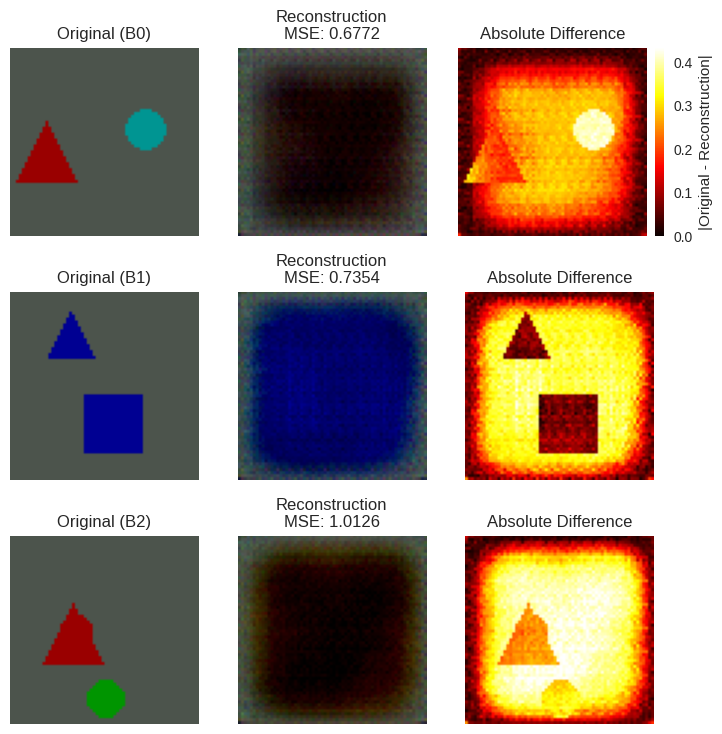 Original (B0)
Reconstruction
MSE: 0.6772
Absolute Difference
0.4
0.3
0.2
0.1
0.0
|Original - Reconstruction|
Original (B1)
Reconstruction
MSE: 0.7354
Absolute Difference
Original (B2)
Reconstruction
MSE: 1.0126
Absolute Difference